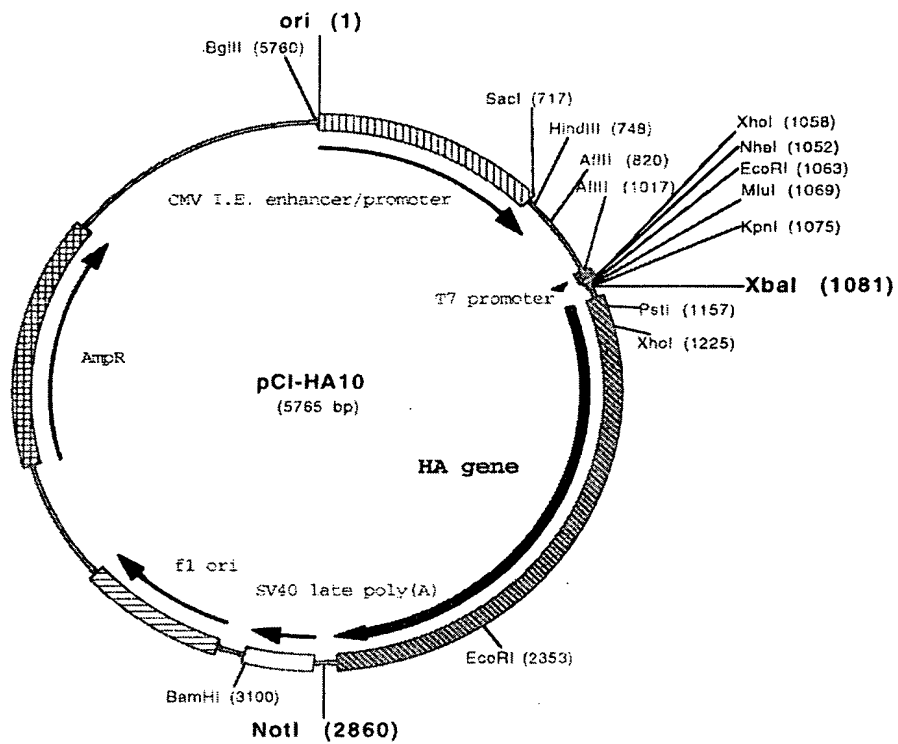 ori (1)
BglII (5760)
SacI (717)
HindIII (748)
AflII (820)
AflII (1017)
XhoI (1058)
NheI (1052)
EcoRI (1063)
MluI (1069)
KpnI (1075)
XbaI (1081)
PstI (1157)
XhoI (1225)
CMV I.E. enhancer/promoter
T7 promoter
AmpR
pCI-HA10
(5765 bp)
HA gene
f1 ori
SV40 late poly(A)
EcoRI (2353)
BamHI (3100)
NotI (2860)